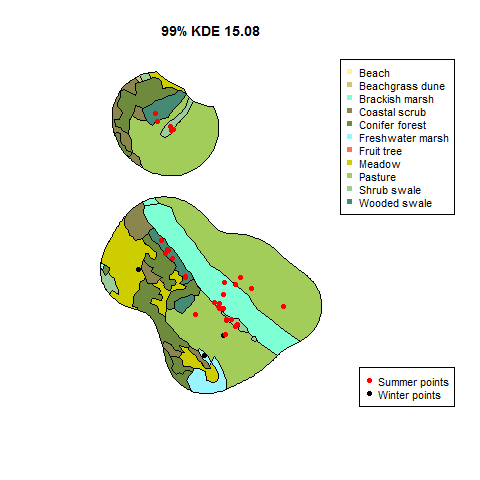 99% KDE 15.08
Beach
Beachgrass dune
Brackish marsh
Coastal scrub
Conifer forest
Freshwater marsh
Fruit tree
Meadow
Pasture
Shrub swale
Wooded swale
Summer points
Winter points